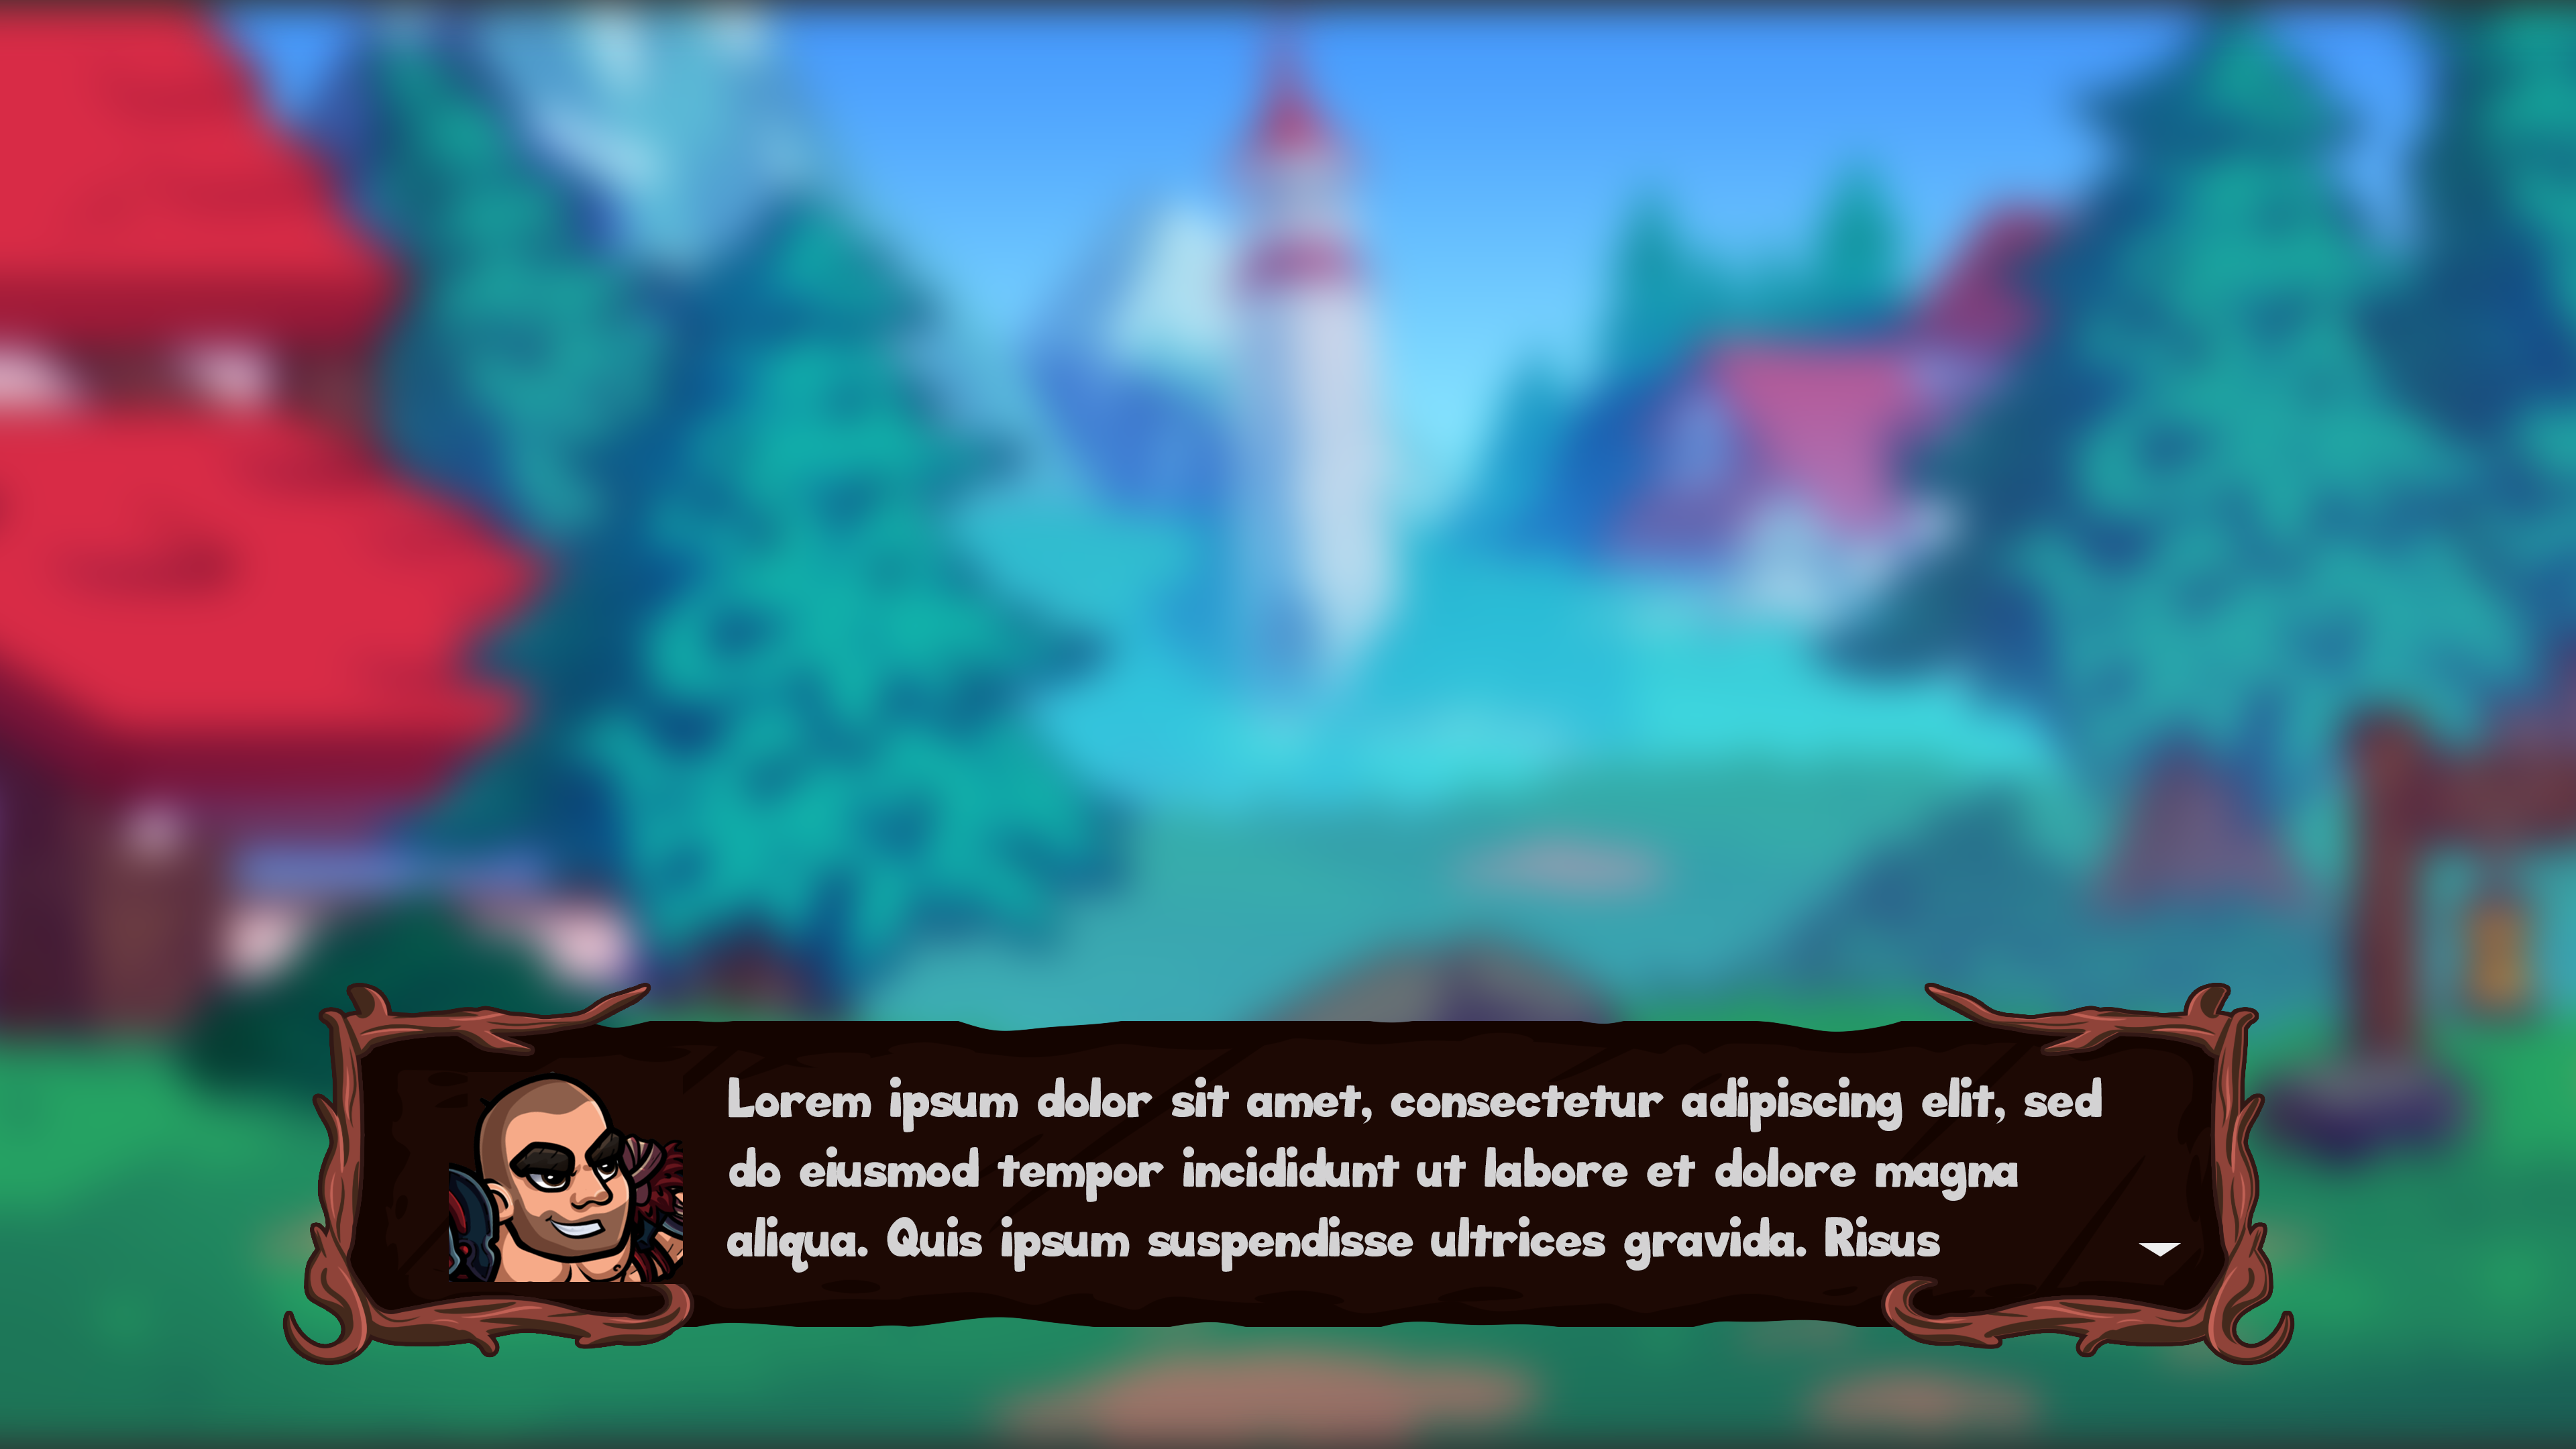 Lorem ipsum dolor sit amet, consectetur adipiscing elit, sed
do eiusmod tempor incididunt ut labore et dolore magna
aliqua. Quis ipsum suspendisse ultrices gravida. Risus